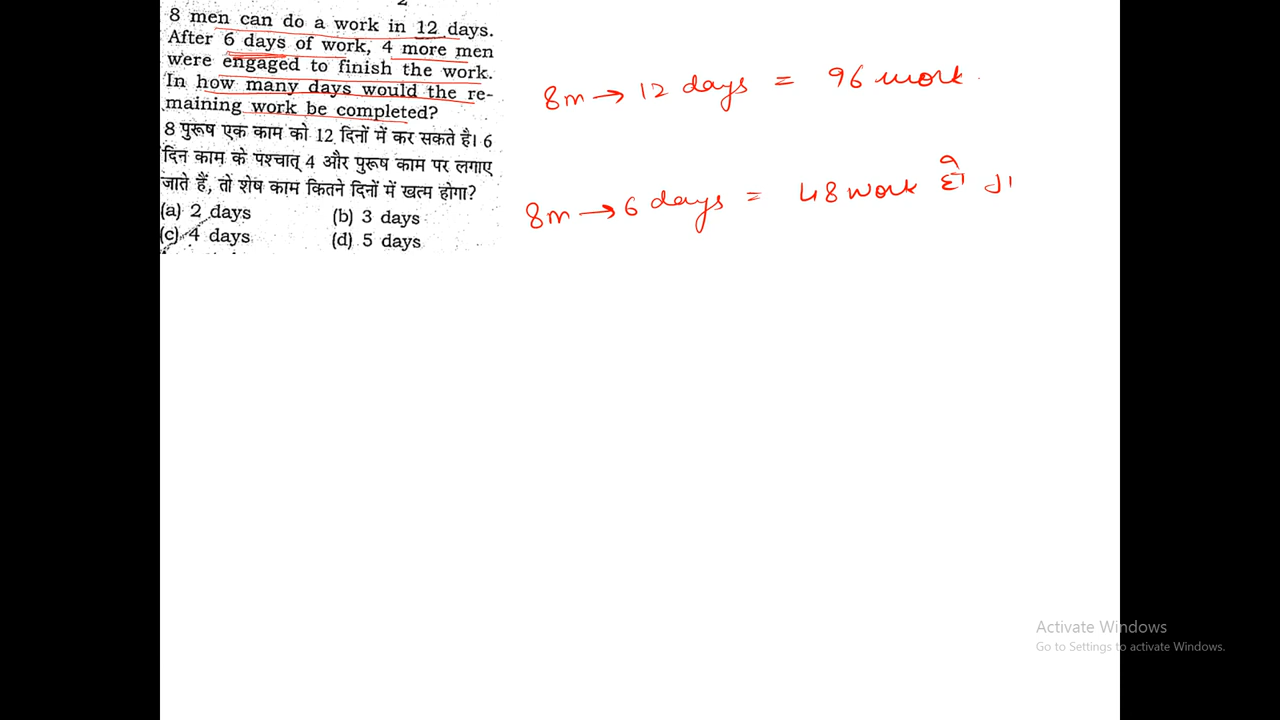 8 men can do a work in 12 days.
After 6 days of work, 4 more men
were engaged to finish the work.
In how many days would the re-
maining work be completed?
8 पुरूष एक काम को 12 दिनों में कर सकते है। 6
दिन काम के पश्चात् 4 और पुरूष काम पर लगाए
जाते हैं, तो शेष काम कितने दिनों में खत्म होगा?
(a) 2 days (b) 3 days
(c) 4 days (d) 5 days
8m → 12 days = 96 work
8m → 6 days = 48 work
Activate Windows
Go to Settings to activate Windows.